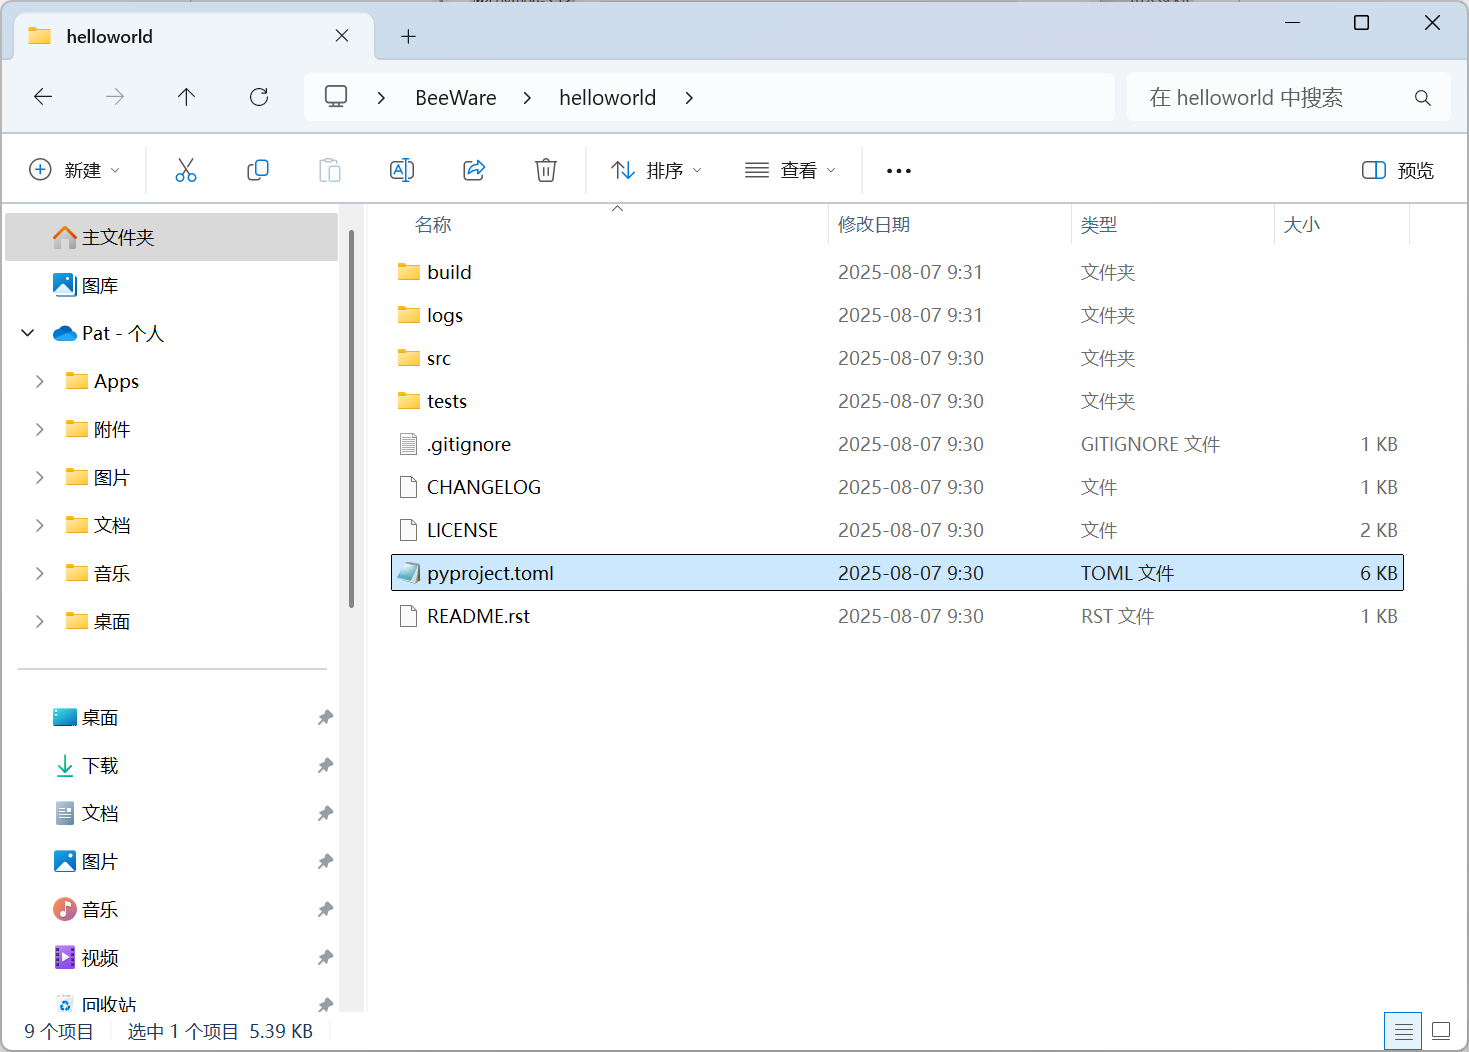 helloworld
BeeWare helloworld
在 helloworld 中搜索
新建 排序 查看 预览
名称 修改日期 类型 大小
主文件夹
图库
Pat - 个人
Apps
附件
图片
文档
音乐
桌面
桌面
下载
文档
图片
音乐
视频
回收站
build 2025-08-07 9:31 文件夹
logs 2025-08-07 9:31 文件夹
src 2025-08-07 9:30 文件夹
tests 2025-08-07 9:30 文件夹
.gitignore 2025-08-07 9:30 GITIGNORE 文件 1 KB
CHANGELOG 2025-08-07 9:30 文件 1 KB
LICENSE 2025-08-07 9:30 文件 2 KB
pyproject.toml 2025-08-07 9:30 TOML 文件 6 KB
README.rst 2025-08-07 9:30 RST 文件 1 KB
9 个项目 选中 1 个项目 5.39 KB